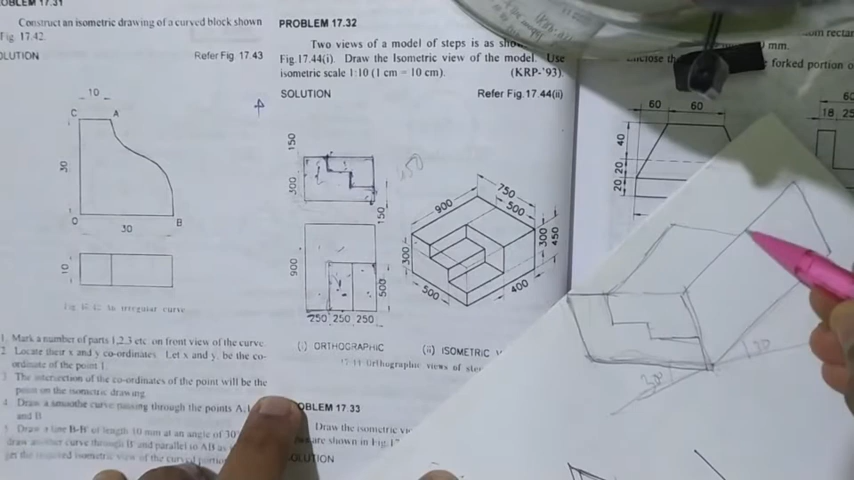 OBLEM 17.31
Construct an isometric drawing of a curved block shown
Fig. 17.42.
OLUTION
Refer Fig. 17.43
10
C
A
30
O
B
30
10
1. Mark a number of parts 1,2,3 etc. on front view of the curve.
2 Locate their x and y co-ordinates. Let x and y, be the co-
ordinate of the point 1.
3 The intersection of the co-ordinates of the point will be the
point on the isometric drawing.
4 Draw a smoothe curve passing through the points A,
and B
5 Draw a line B-B' of length 10 mm at an angle of 30°
draw another curve through B' and parallel to AB
get the required isometric view of the curved portion
PROBLEM 17.32
Two views of a model of steps is as
Fig.17.44(i). Draw the Isometric view of the model. Use
isometric scale 1:10 (1 cm = 10 cm).
(KRP-'93)
SOLUTION
Refer Fig.17.44(ii)
150
300
150
450
900
500
250 250 250
(i) ORTHOGRAPHIC
900
750
500
300
450
300
500
400
(ii) ISOMETRIC
Orthographic views of
OBLEM 17.33
Draw the isometric
are shown in Fig.
OLUTION
mm.
forked portion o
60
60
40
20
20
18
25
30°